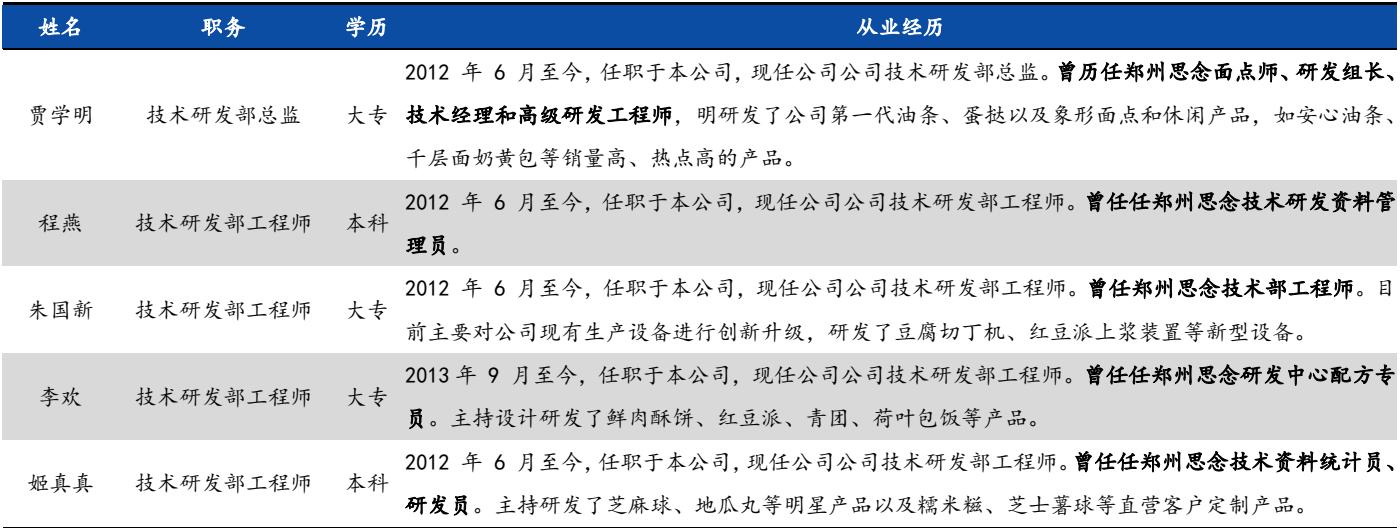 姓名 职务 学历 从业经历
2012 年 6 月至今，任职于本公司，现任公司公司技术研发部总监。曾历任郑州思念面点师、研发组长、
贾学明 技术研发部总监 大专 技术经理和高级研发工程师，明研发了公司第一代油条、蛋挞以及象形面点和休闲产品，如安心油条、
千层面奶黄包等销量高、热点高的产品。
2012 年 6 月至今，任职于本公司，现任公司公司技术研发部工程师。曾任任郑州思念技术研发资料管
程燕 技术研发部工程师 本科
理员。
2012 年 6 月至今，任职于本公司，现任公司公司技术研发部工程师。曾任郑州思念技术部工程师。目
朱国新 技术研发部工程师 大专
前主要对公司现有生产设备进行创新升级，研发了豆腐切丁机、红豆派上浆装置等新型设备。
2013 年 9 月至今，任职于本公司，现任公司公司技术研发部工程师。曾任任郑州思念研发中心配方专
李欢 技术研发部工程师 大专
员。主持设计研发了鲜肉酥饼、红豆派、青团、荷叶包饭等产品。
2012 年 6 月至今，任职于本公司，现任公司公司技术研发部工程师。曾任任郑州思念技术资料统计员、
姬真真 技术研发部工程师 本科
研发员。主持研发了芝麻球、地瓜丸等明星产品以及糯米糍、芝士薯球等直营客户定制产品。